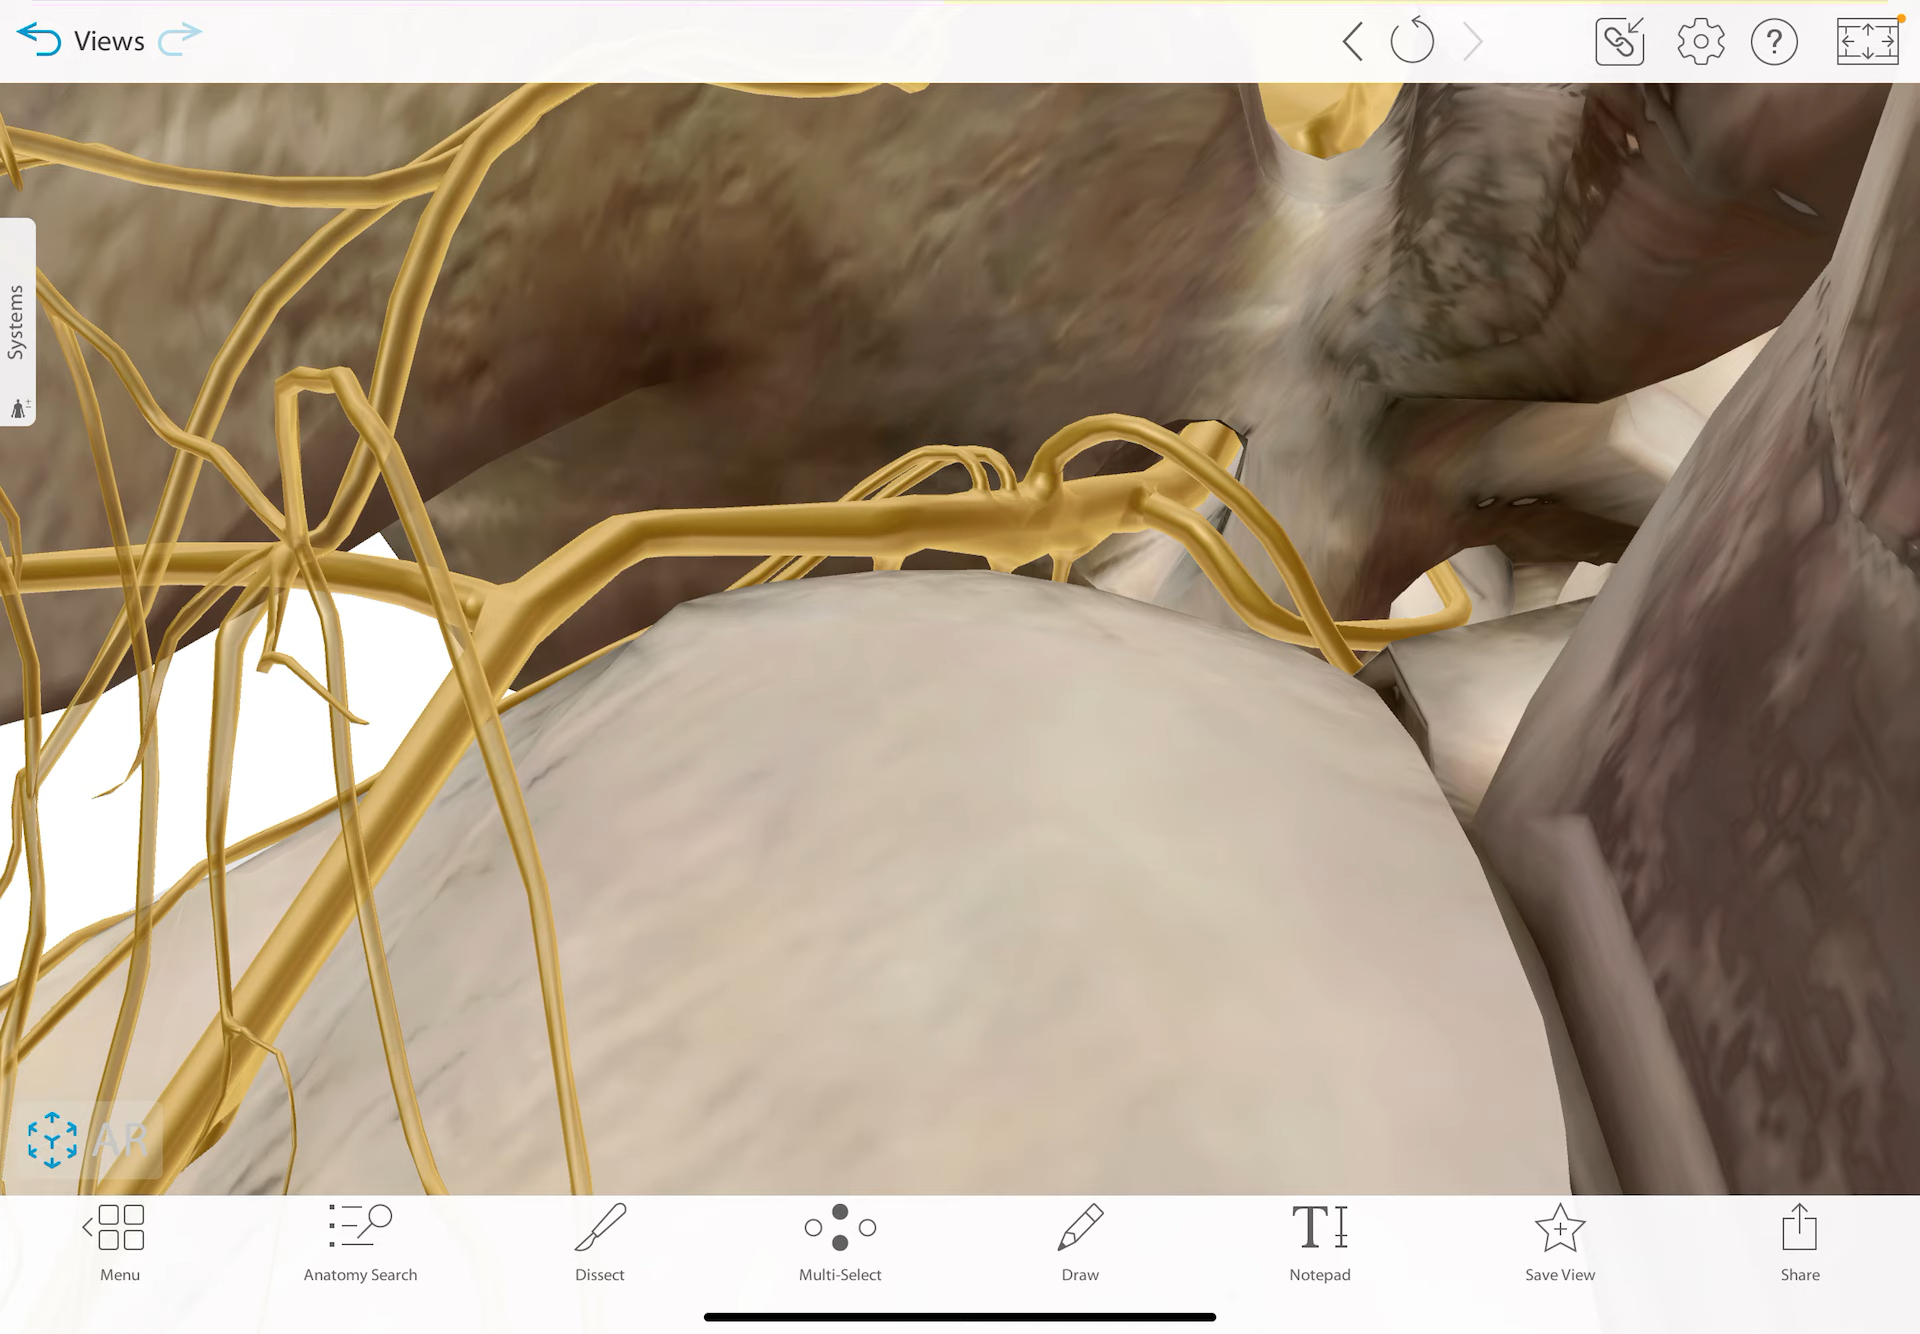 Views
?
Systems
AR
Menu
Anatomy Search
Dissect
Multi-Select
Draw
Notepad
Save View
Share